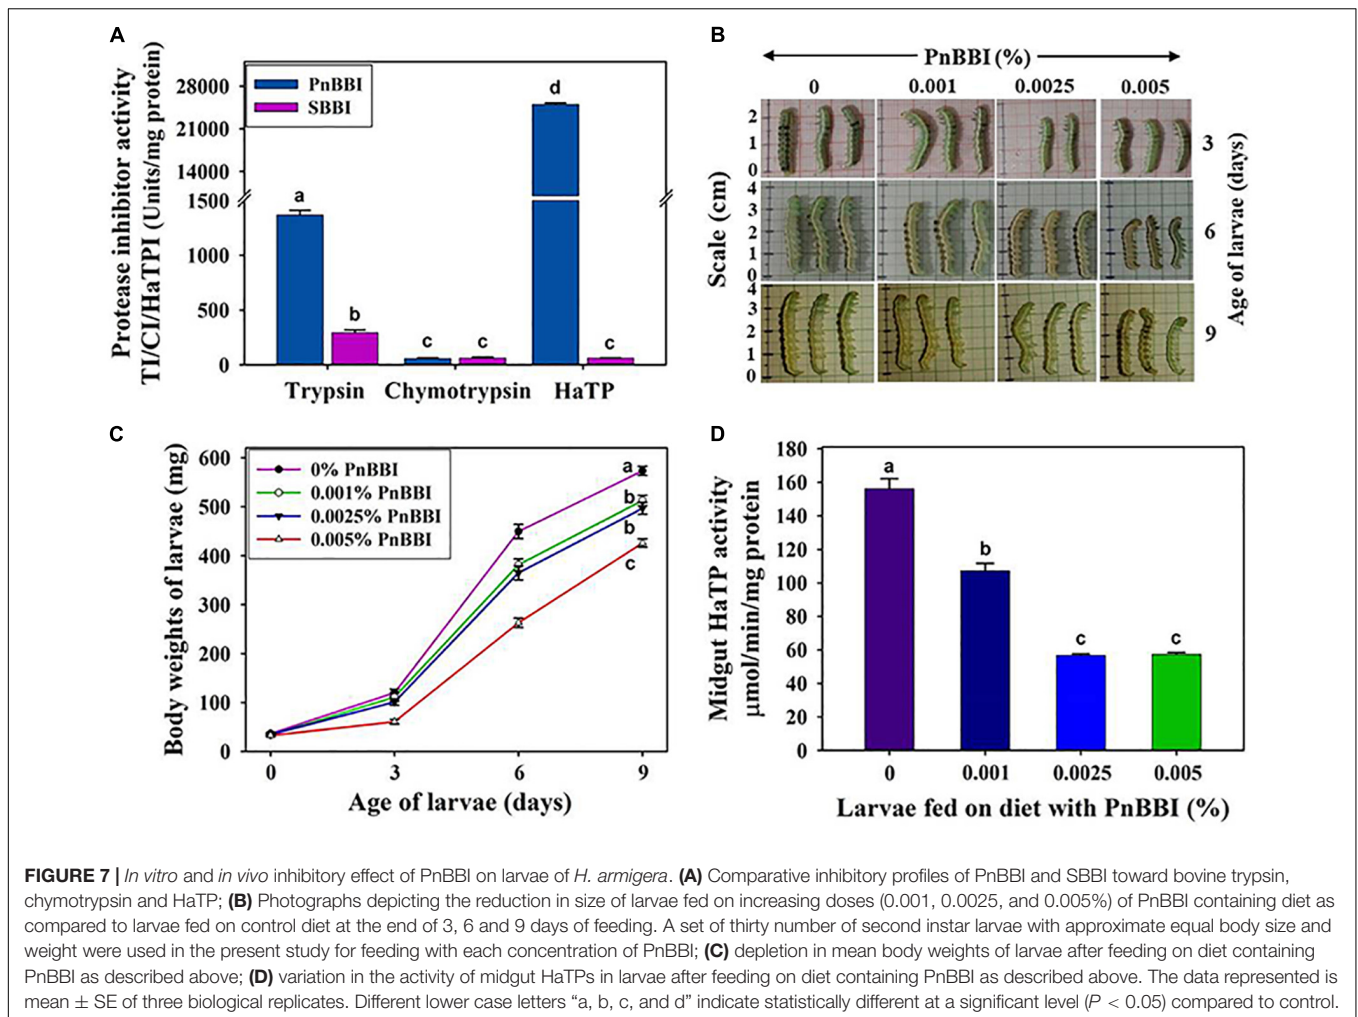 A
Protease inhibitor activity
TI/CI/HaTPI (Units/mg protein)
28000
21000
14000
1500
1000
500
0
PnBBI
SBBI
a
b
c
c
d
c
Trypsin
Chymotrypsin
HaTP
B
PnBBI (%)
0
0.001
0.0025
0.005
Scale (cm)
2
1
0
4
3
2
1
0
4
3
2
1
0
3
6
9
Age of larvae (days)
C
Body weights of larvae (mg)
600
500
400
300
200
100
0
0% PnBBI
0.001% PnBBI
0.0025% PnBBI
0.005% PnBBI
a
b
b
c
0
3
6
9
Age of larvae (days)
D
Midgut HaTP activity
µmol/min/mg protein
180
160
140
120
100
80
60
40
20
0
a
b
c
c
0
0.001
0.0025
0.005
Larvae fed on diet with PnBBI (%)
FIGURE 7 | In vitro and in vivo inhibitory effect of PnBBI on larvae of H. armigera. (A) Comparative inhibitory profiles of PnBBI and SBBI toward bovine trypsin,
chymotrypsin and HaTP; (B) Photographs depicting the reduction in size of larvae fed on increasing doses (0.001, 0.0025, and 0.005%) of PnBBI containing diet as
compared to larvae fed on control diet at the end of 3, 6 and 9 days of feeding. A set of thirty number of second instar larvae with approximate equal body size and
weight were used in the present study for feeding with each concentration of PnBBI; (C) depletion in mean body weights of larvae after feeding on diet containing
PnBBI as described above; (D) variation in the activity of midgut HaTPs in larvae after feeding on diet containing PnBBI as described above. The data represented is
mean ± SE of three biological replicates. Different lower case letters “a, b, c, and d” indicate statistically different at a significant level (P < 0.05) compared to control.